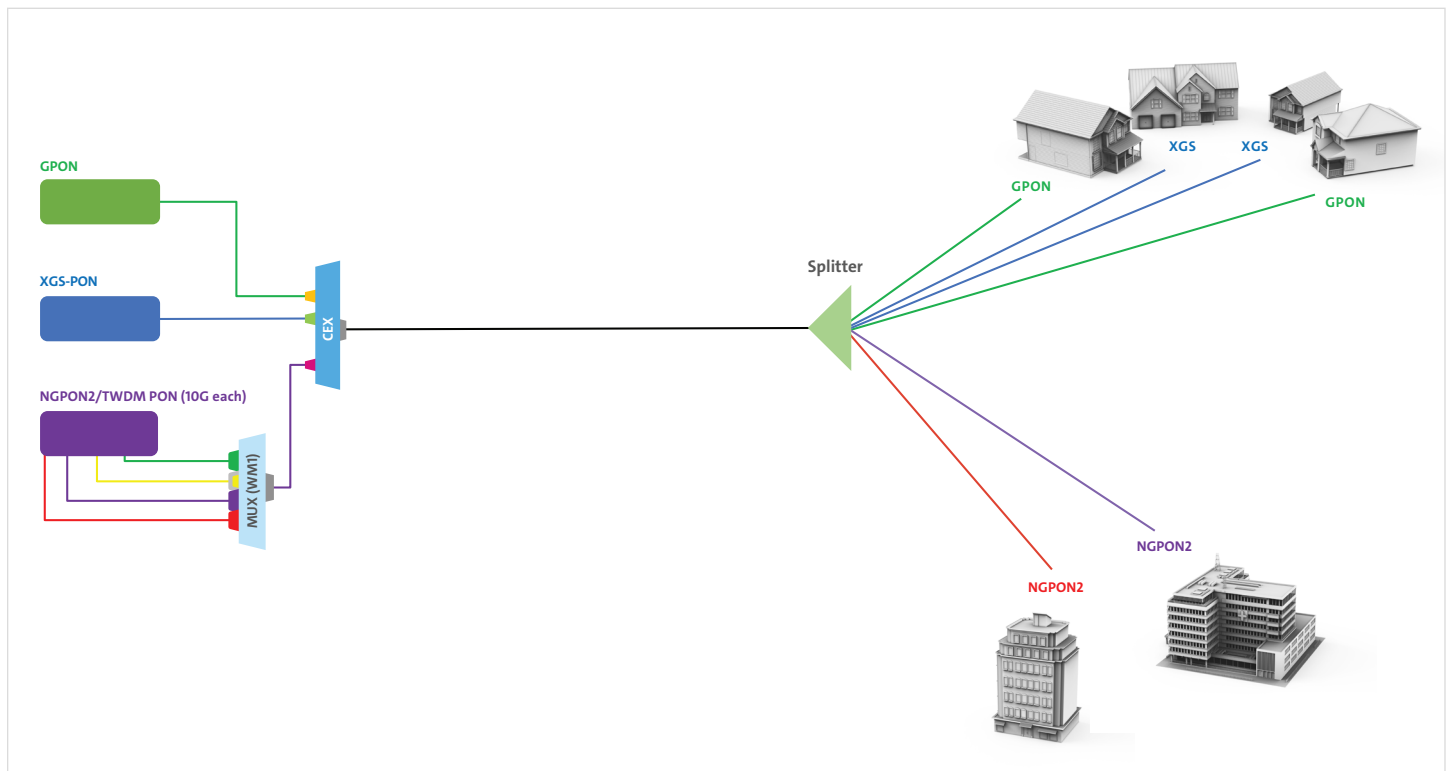 GPON
XGS-PON
NGPON2/TWDM PON (10G each)
MUX (WM1)
CEX
Splitter
GPON
XGS
XGS
GPON
NGPON2
NGPON2